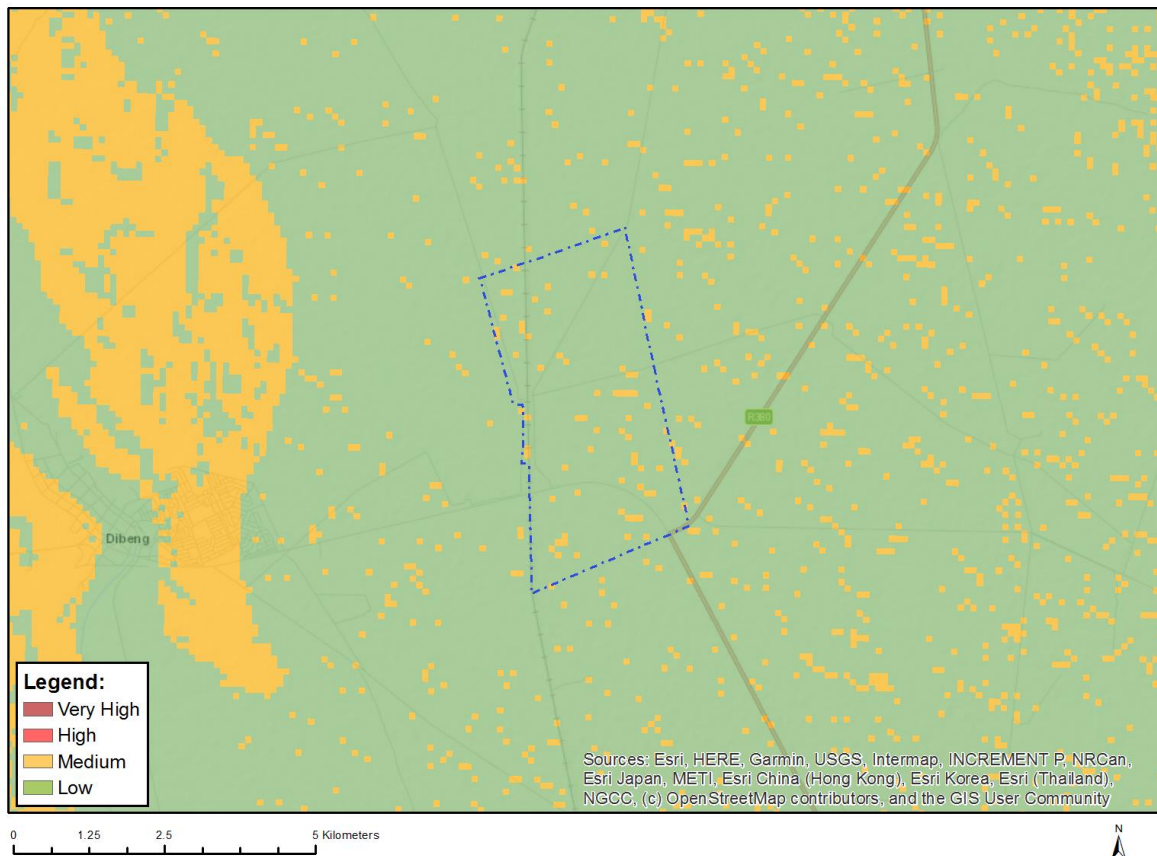 R380
Dibeng
Legend:
Very High
High
Medium
Low
Sources: Esri, HERE, Garmin, USGS, Intermap, INCREMENT P, NRCan,
Esri Japan, METI, Esri China (Hong Kong), Esri Korea, Esri (Thailand),
NGCC, (c) OpenStreetMap contributors, and the GIS User Community
0 1.25 2.5 5 Kilometers
N